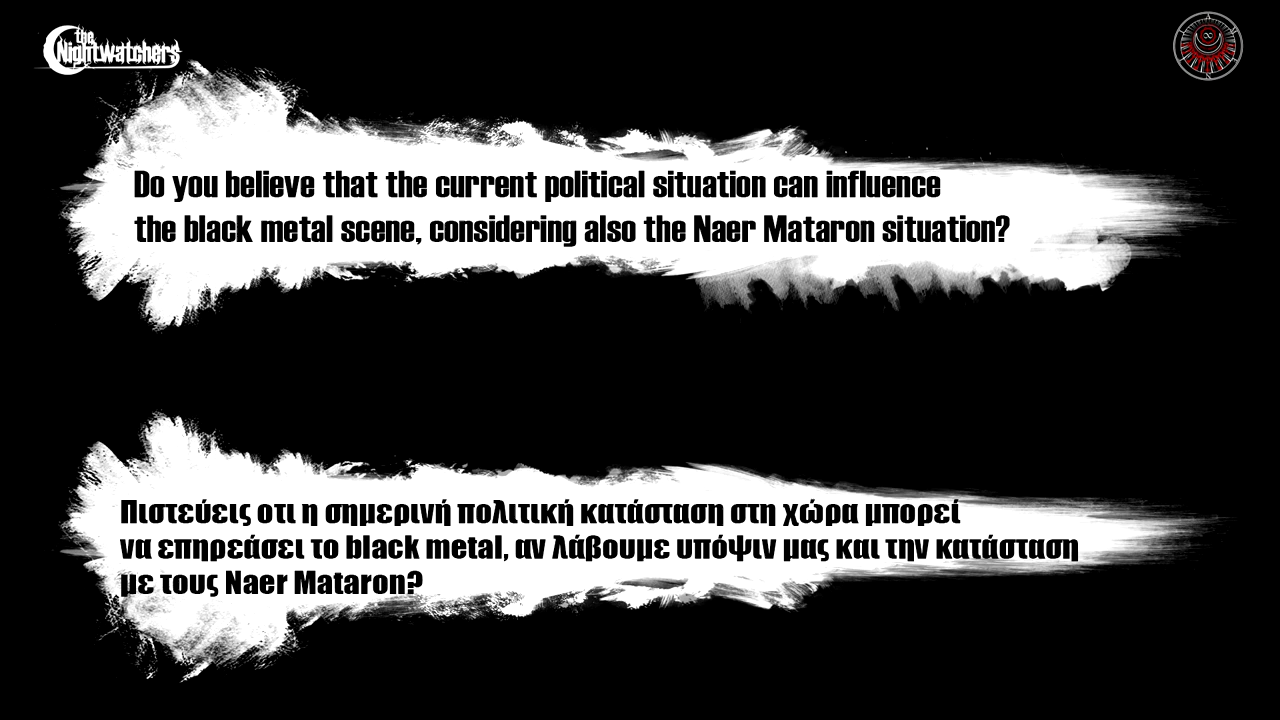 the
Nightwatchers
Do you believe that the current political situation can influence
the black metal scene, considering also the Naer Mataron situation?
Πιστεύεις οτι η σημερινή πολιτική κατάσταση στη χώρα μπορεί
να επηρεάσει το black metal, αν λάβουμε υπόψιν μας και την κατάσταση
με τους Naer Mataron?